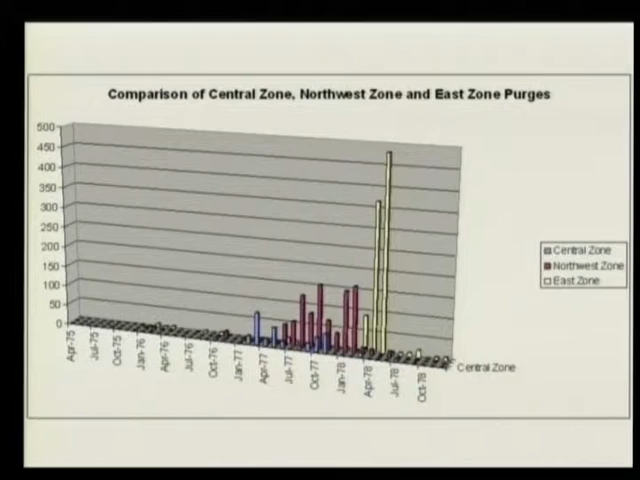 Comparison of Central Zone, Northwest Zone and East Zone Purges
500
450
400
350
300
250
200
150
100
50
0
Apr-75
Jul-75
Oct-75
Jan-76
Apr-76
Jul-76
Oct-76
Jan-77
Apr-77
Jul-77
Oct-77
Jan-78
Apr-78
Jul-78
Oct-78
Central Zone
Central Zone
Northwest Zone
East Zone